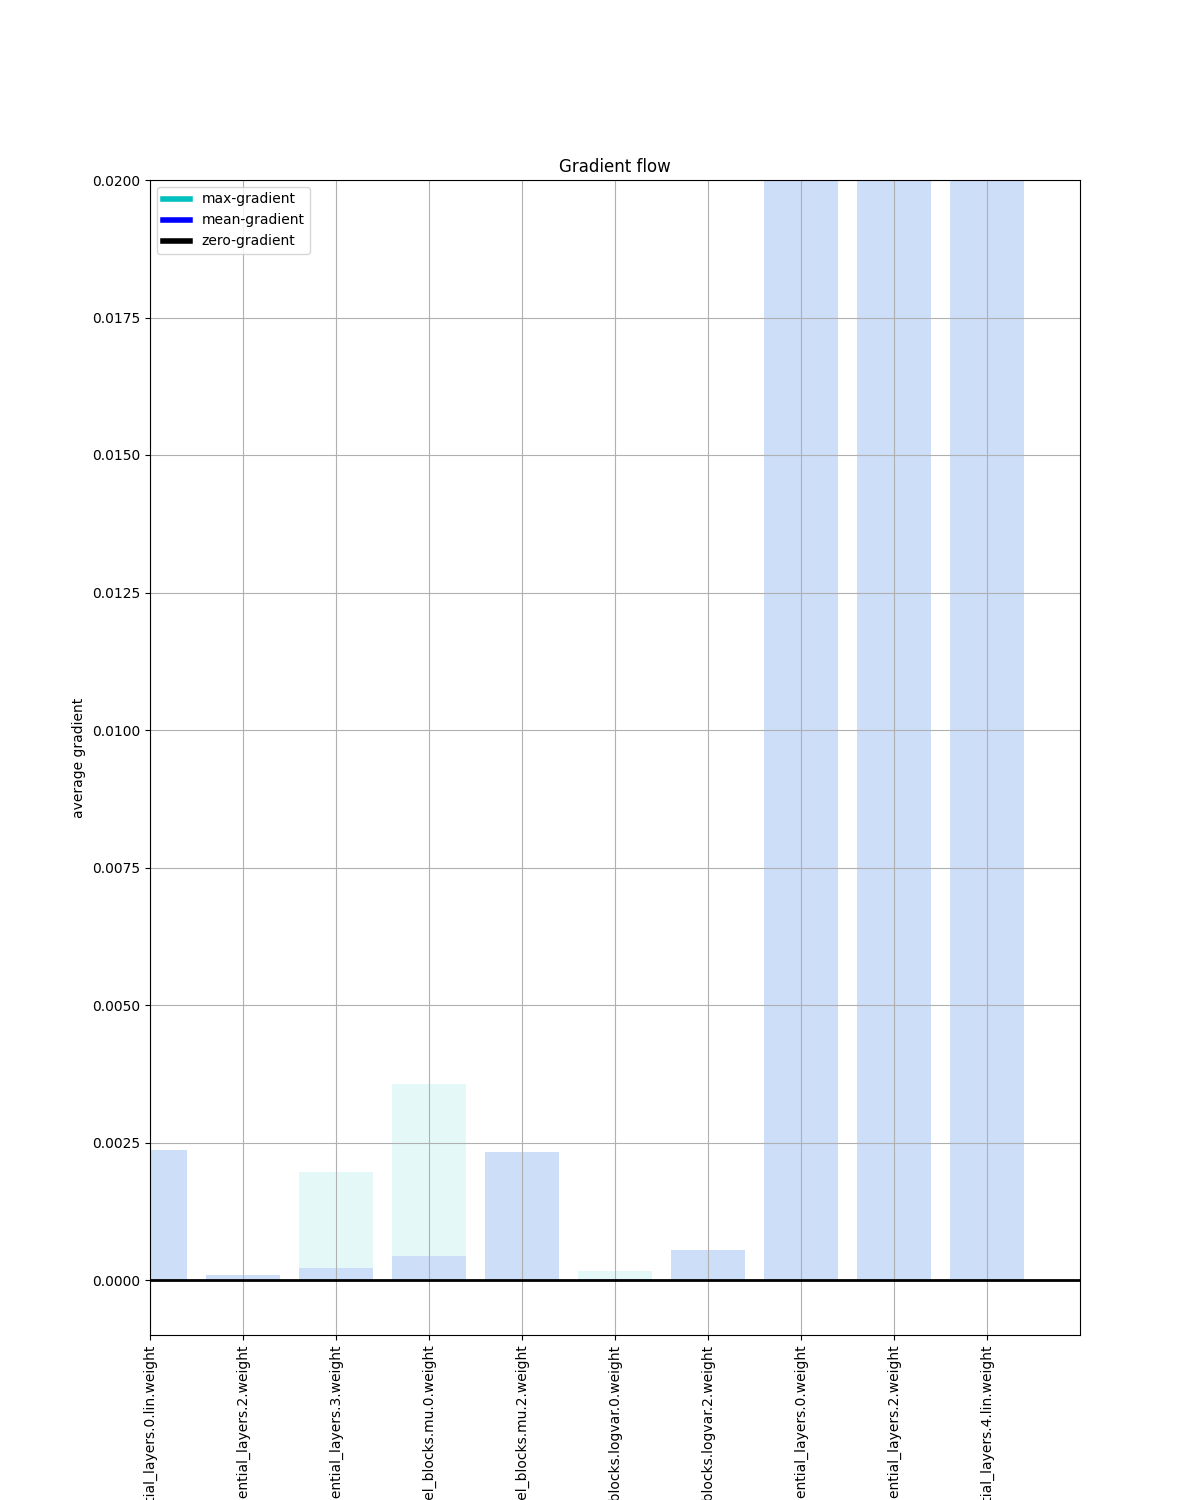 Gradient flow
max-gradient
mean-gradient
zero-gradient
0.0200
0.0175
0.0150
0.0125
0.0100
0.0075
0.0050
0.0025
0.0000
average gradient
tial_layers.0.lin.weight
ential_layers.2.weight
ential_layers.3.weight
el_blocks.mu.0.weight
el_blocks.mu.2.weight
blocks.logvar.0.weight
blocks.logvar.2.weight
ential_layers.0.weight
ential_layers.2.weight
tial_layers.4.lin.weight